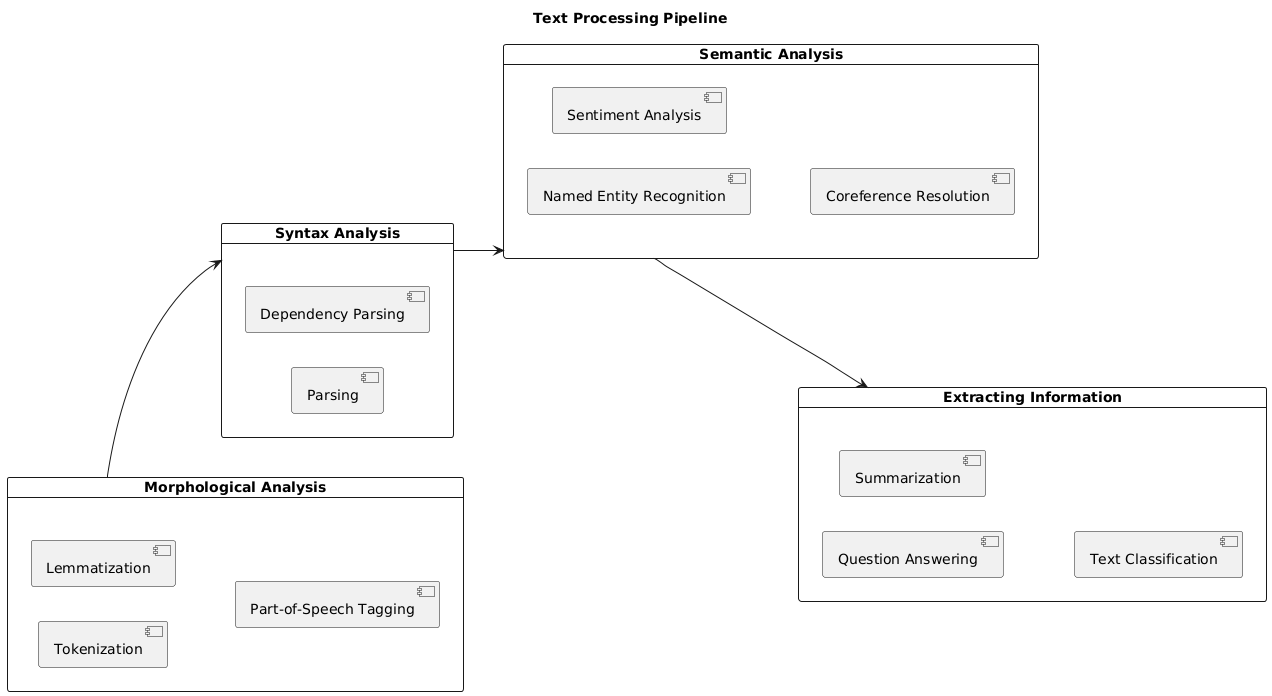 Text Processing Pipeline
Semantic Analysis
Sentiment Analysis
Named Entity Recognition
Coreference Resolution
Syntax Analysis
Dependency Parsing
Parsing
Extracting Information
Summarization
Question Answering
Text Classification
Morphological Analysis
Lemmatization
Part-of-Speech Tagging
Tokenization